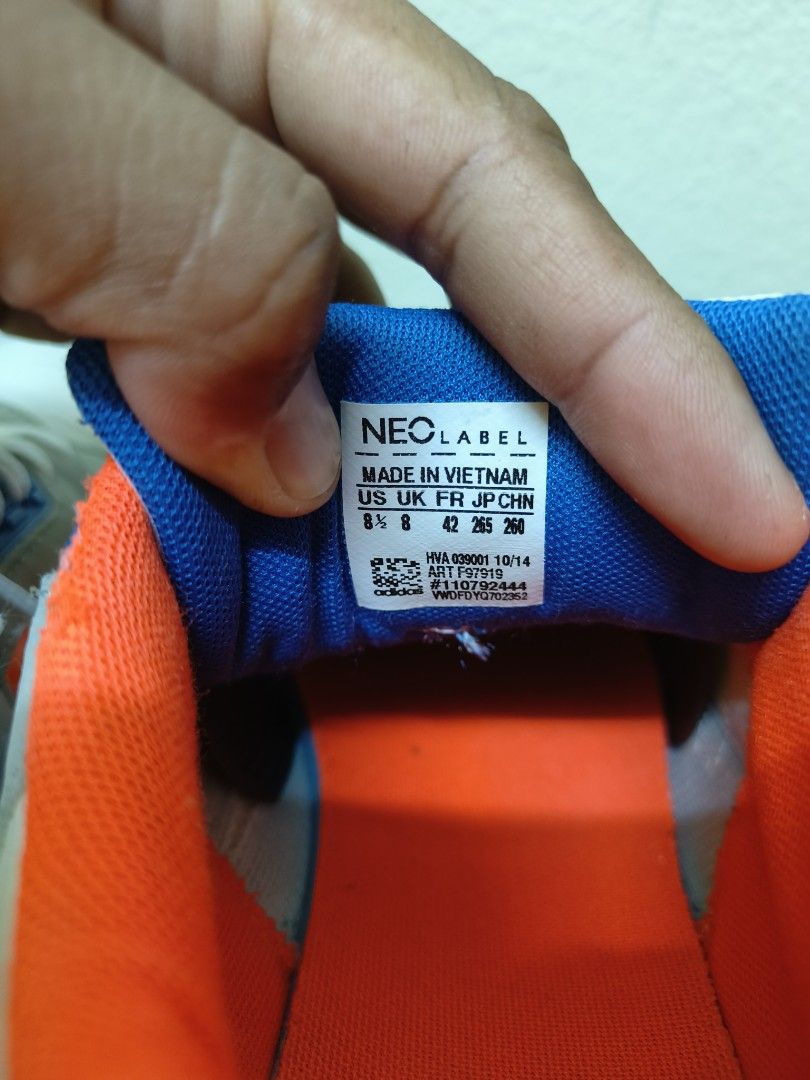 NEO LABEL
MADE IN VIETNAM
US UK FR JP CHN
8½ 8 42 265 260
HVA 039001 10/14
ART F97919
#110792444
adidas VWDFDYQ702352